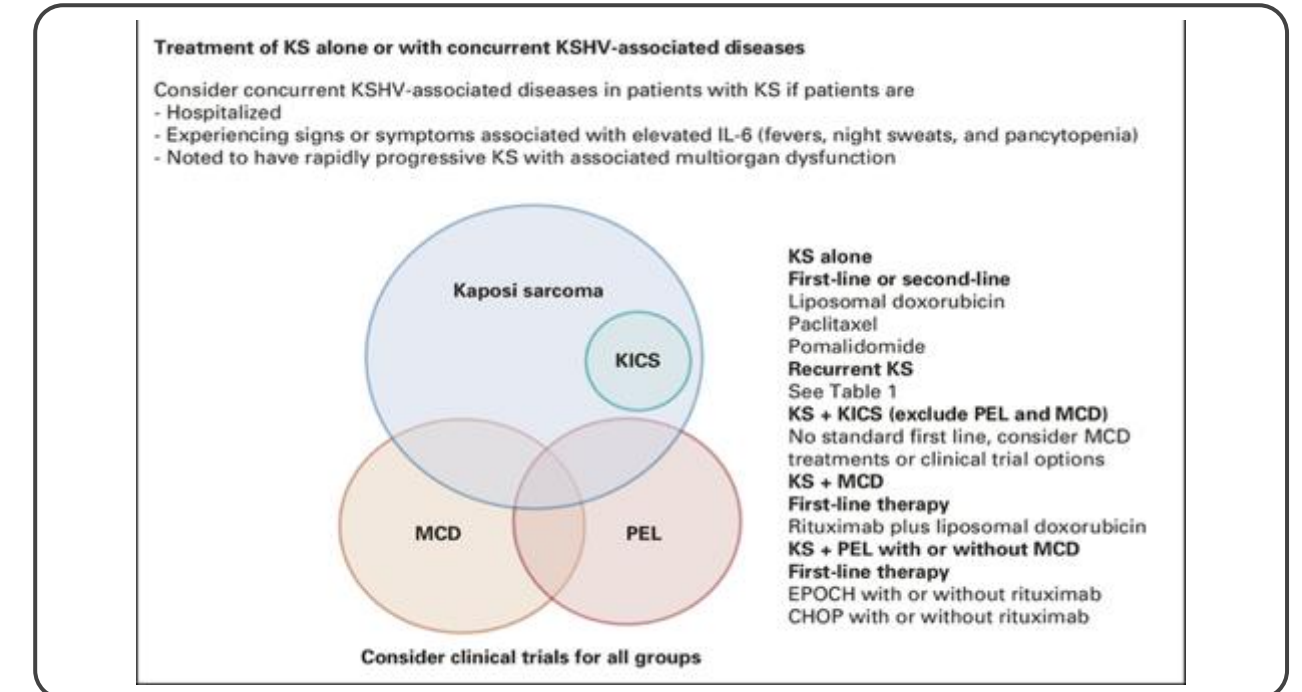 Treatment of KS alone or with concurrent KSHV-associated diseases
Consider concurrent KSHV-associated diseases in patients with KS if patients are
- Hospitalized
- Experiencing signs or symptoms associated with elevated IL-6 (fevers, night sweats, and pancytopenia)
- Noted to have rapidly progressive KS with associated multiorgan dysfunction
Kaposi sarcoma
KICS
MCD
PEL
KS alone
First-line or second-line
Liposomal doxorubicin
Paclitaxel
Pomalidomide
Recurrent KS
See Table 1
KS + KICS (exclude PEL and MCD)
No standard first line, consider MCD
treatments or clinical trial options
KS + MCD
First-line therapy
Rituximab plus liposomal doxorubicin
KS + PEL with or without MCD
First-line therapy
EPOCH with or without rituximab
CHOP with or without rituximab
Consider clinical trials for all groups